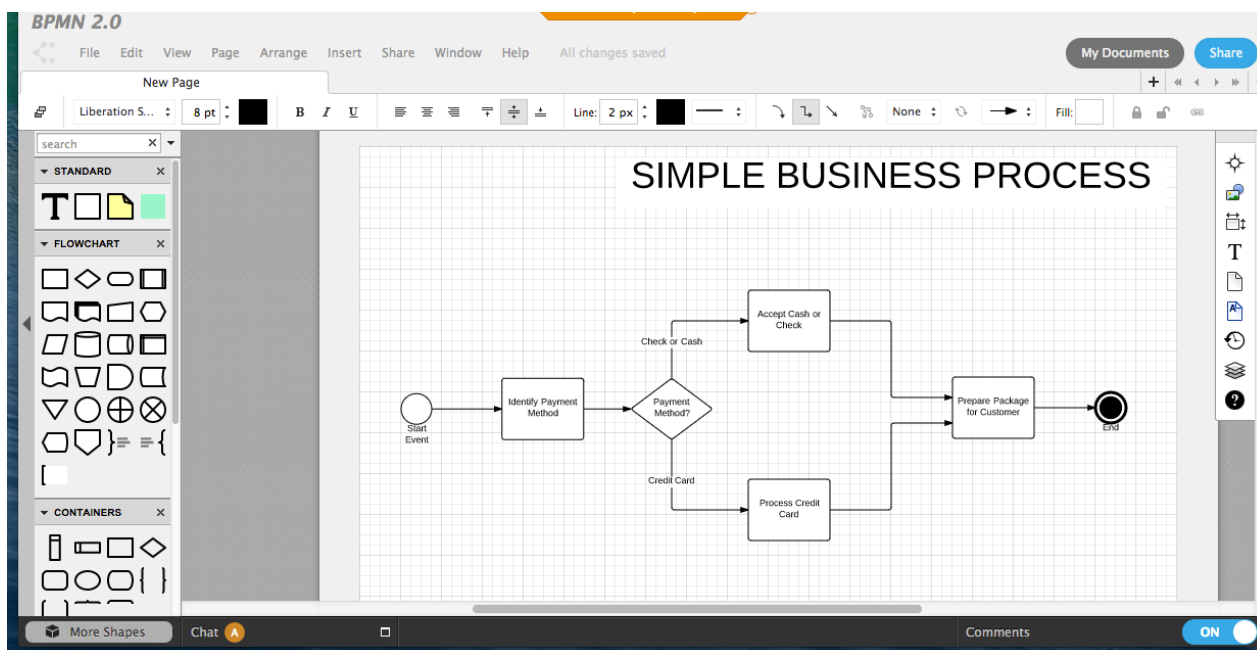 BPMN 2.0
File Edit View Page Arrange Insert Share Window Help All changes saved
My Documents
Share
New Page
Liberation S...
8 pt
B I U
Line: 2 px
None
Fill:
search
STANDARD
T
FLOWCHART
CONTAINERS
SIMPLE BUSINESS PROCESS
Start
Event
Identify Payment
Method
Payment
Method?
Check or Cash
Accept Cash or
Check
Credit Card
Process Credit
Card
Prepare Package
for Customer
End
T
A
?
More Shapes
Chat A
Comments
ON